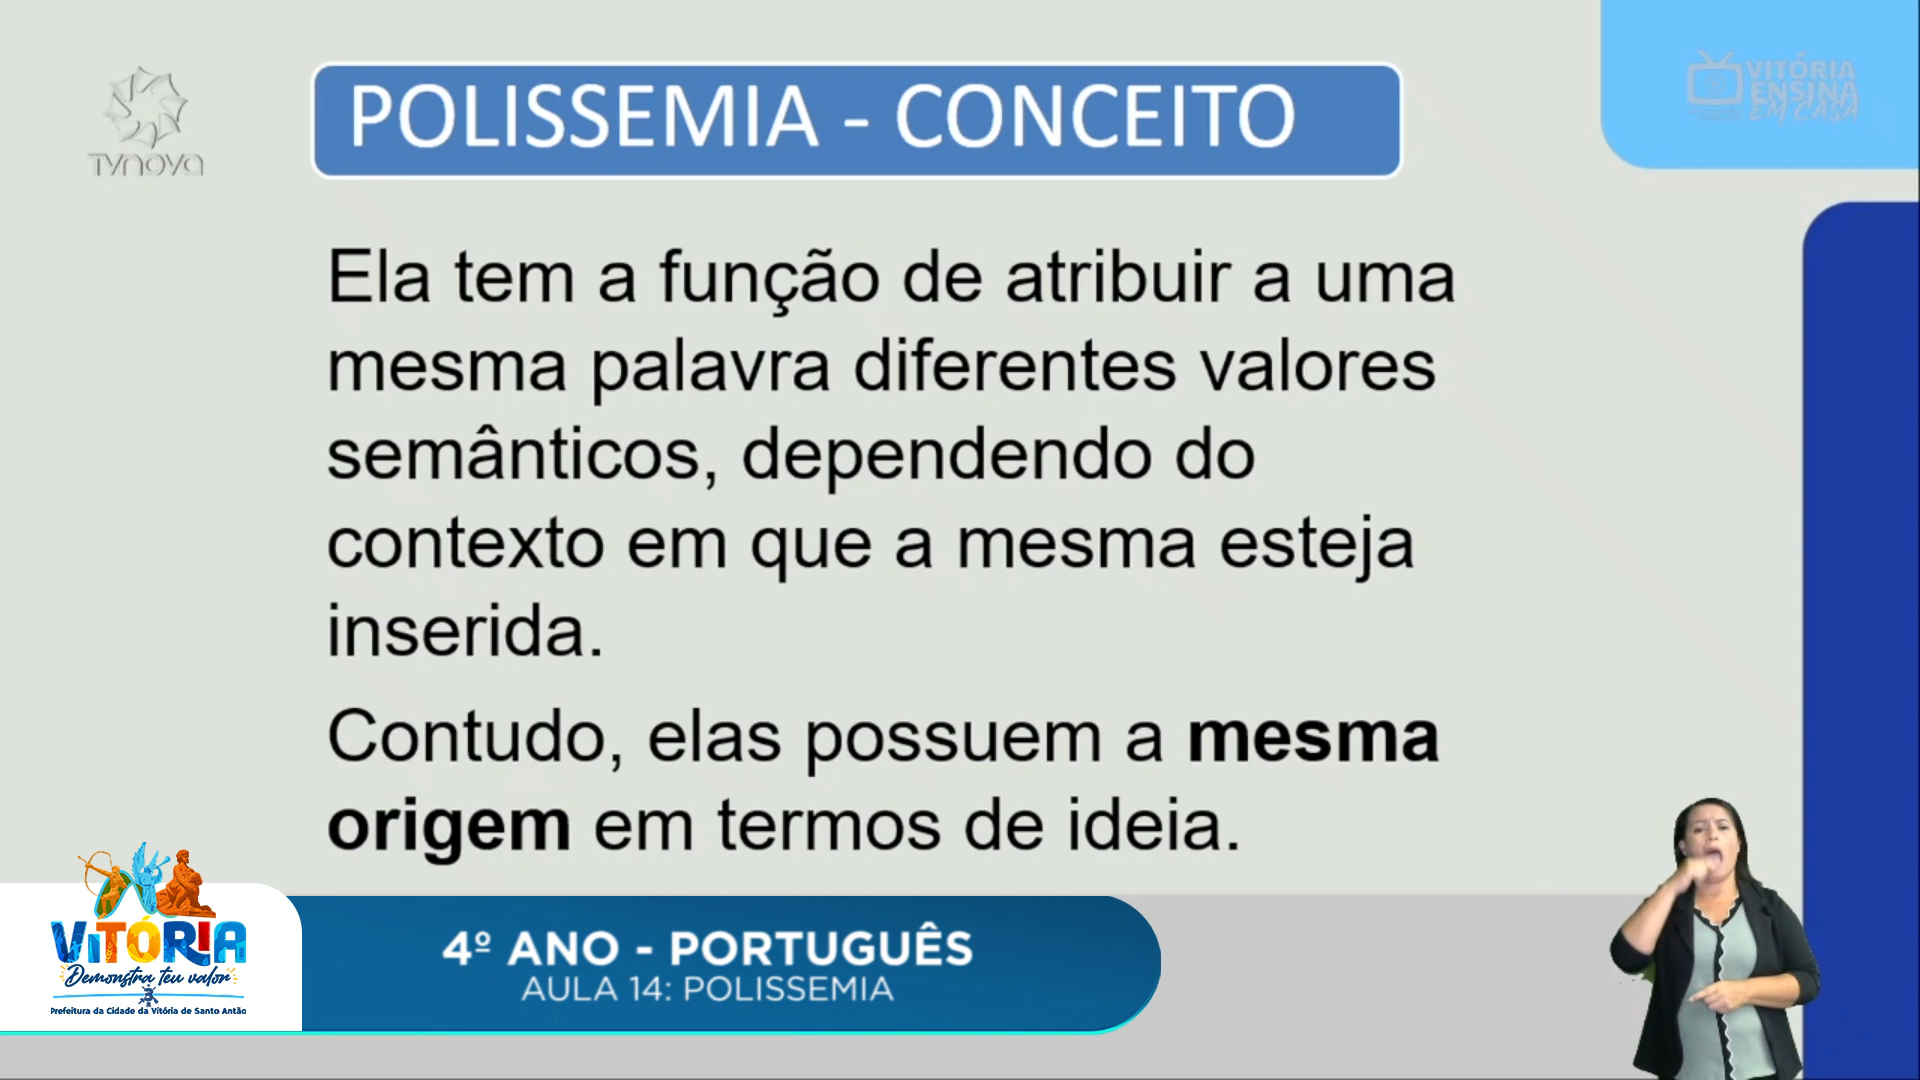 POLISSEMIA - CONCEITO
TVNOVA
VITÓRIA
ENSINA
EM CASA
Ela tem a função de atribuir a uma
mesma palavra diferentes valores
semânticos, dependendo do
contexto em que a mesma esteja
inserida.
Contudo, elas possuem a mesma
origem em termos de ideia.
VITÓRIA
Demonstra teu valor
Prefeitura da Cidade da Vitória de Santo Antão
4º ANO - PORTUGUÊS
AULA 14: POLISSEMIA